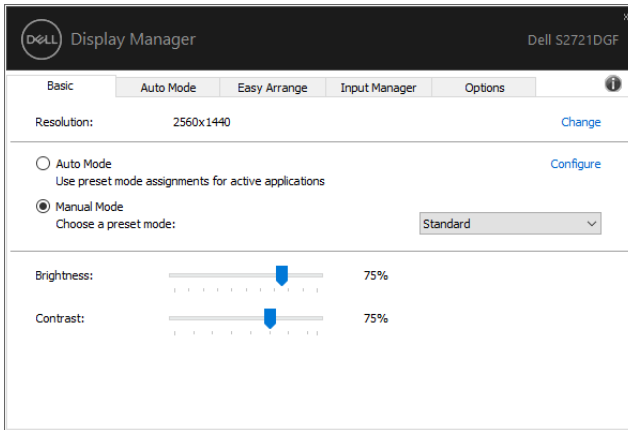 DELL Display Manager
Dell S2721DGF
Basic Auto Mode Easy Arrange Input Manager Options
Resolution: 2560x1440 Change
Auto Mode Configure
Use preset mode assignments for active applications
Manual Mode
Choose a preset mode: Standard
Brightness: 75%
Contrast: 75%